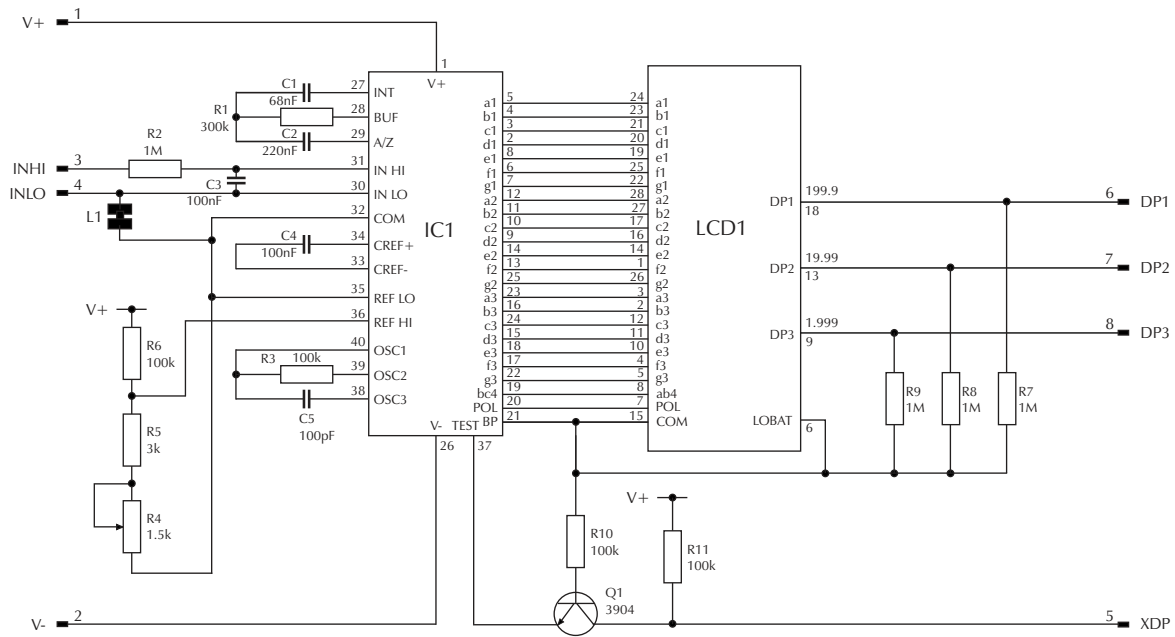 V+ 1
V- 2
INHI 3
INLO 4
L1
R2
1M
C3
100nF
R1
300k
C1
68nF
C2
220nF
C4
100nF
R3 100k
C5
100pF
V+
R6
100k
R5
3k
R4
1.5k
IC1
1
V+
27 INT
28 BUF
29 A/Z
31 IN HI
30 IN LO
32 COM
34 CREF+
33 CREF-
35 REF LO
36 REF HI
40 OSC1
39 OSC2
38 OSC3
V- 26
TEST 37
a1 5 24 a1
b1 4 23 b1
c1 3 21 c1
d1 2 20 d1
e1 8 19 e1
f1 6 25 f1
g1 7 22 g1
a2 12 28 a2
b2 11 27 b2
c2 10 17 c2
d2 9 16 d2
e2 14 14 e2
f2 13 1 f2
g2 25 26 g2
a3 23 3 a3
b3 16 2 b3
c3 24 12 c3
d3 15 11 d3
e3 18 10 e3
f3 17 4 f3
g3 22 5 g3
bc4 19 8 ab4
POL 20 7 POL
BP 21 15 COM
LCD1
DP1 199.9 18
DP2 19.99 13
DP3 1.999 9
LOBAT 6
R9
1M
R8
1M
R7
1M
6 DP1
7 DP2
8 DP3
R10
100k
V+
R11
100k
Q1
3904
5 XDP